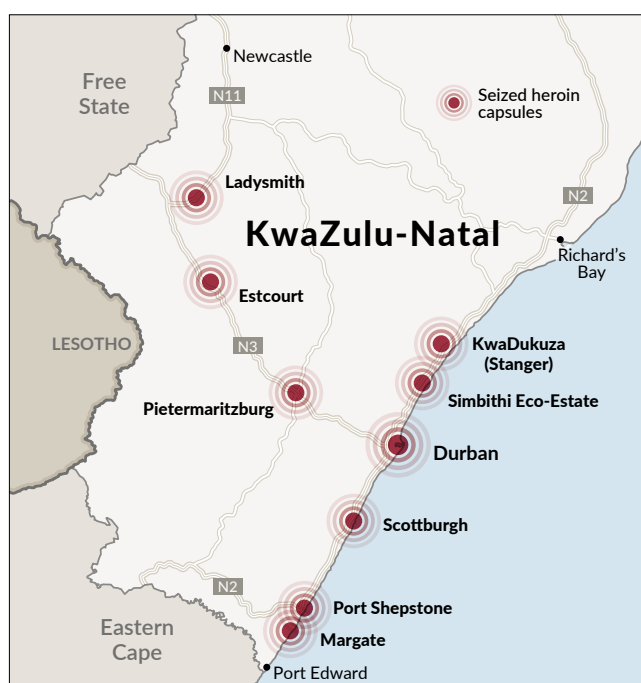 Newcastle
Free
State
N11
Seized heroin
capsules
Ladysmith
N2
KwaZulu-Natal
Richard's
Bay
Estcourt
LESOTHO
N3
KwaDukuza
(Stanger)
Simbithi Eco-Estate
Pietermaritzburg
Durban
Scottburgh
N2
Port Shepstone
Eastern
Cape
Margate
Port Edward